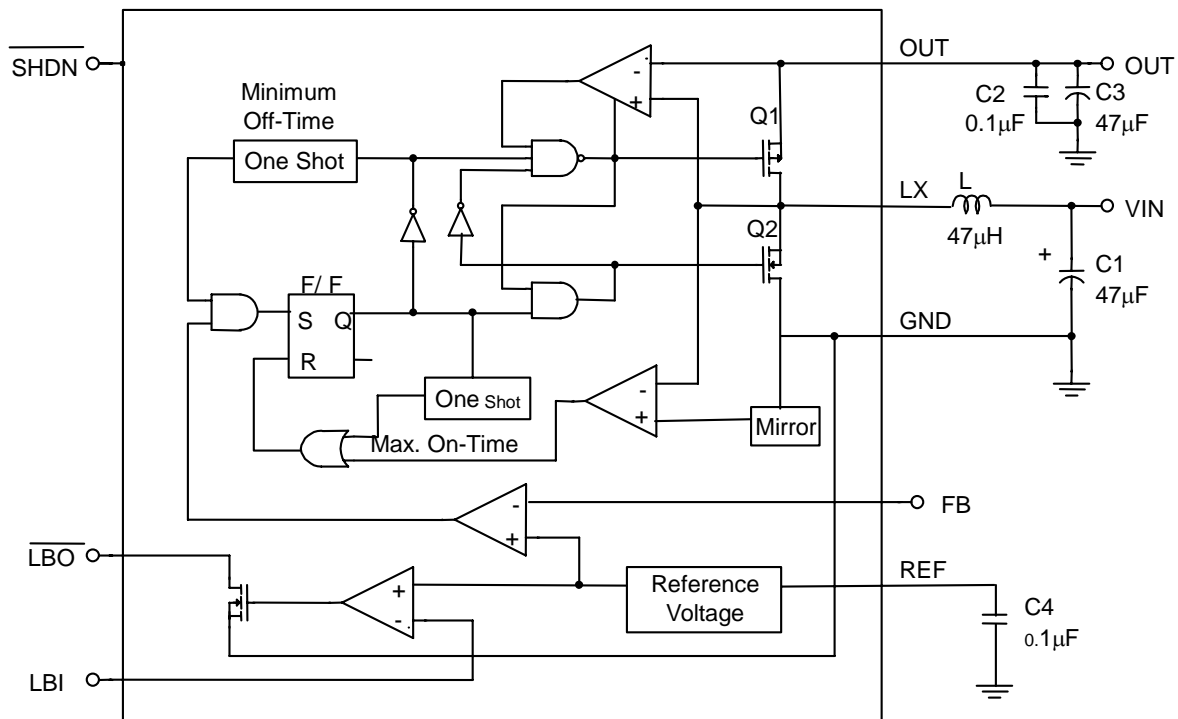 SHDN
OUT
OUT
Minimum
Off-Time
One Shot
-
+
Q1
C2
0.1µF
C3
47µF
LX
L
47µH
VIN
Q2
+
C1
47µF
F/ F
S
Q
R
GND
One Shot
Max. On-Time
-
+
Mirror
-
+
FB
LBO
+
-
Reference
Voltage
REF
C4
0.1µF
LBI